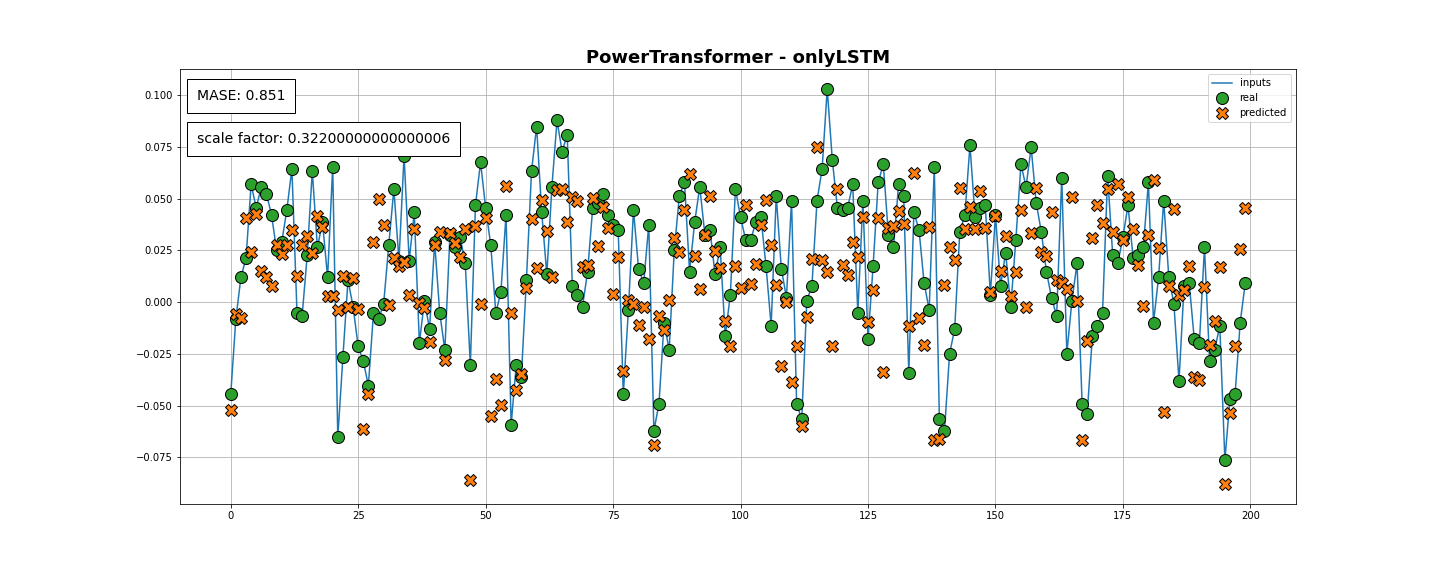 PowerTransformer - onlyLSTM
MASE: 0.851
scale factor: 0.32200000000000006
inputs
real
predicted
0.100
0.075
0.050
0.025
0.000
−0.025
−0.050
−0.075
0 25 50 75 100 125 150 175 200